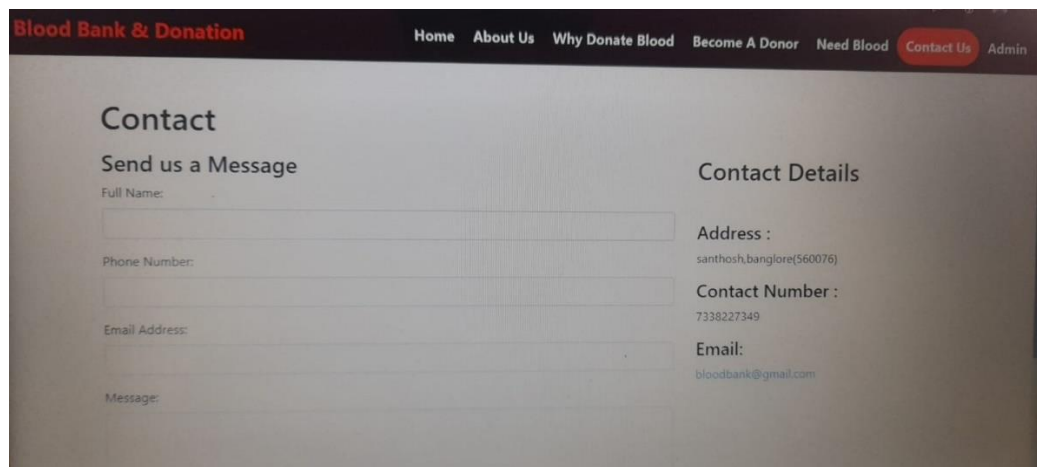 Blood Bank & Donation
Home About Us Why Donate Blood Become A Donor Need Blood Contact Us Admin
Contact
Send us a Message
Full Name:
Phone Number:
Email Address:
Message:
Contact Details
Address :
santhosh,banglore(560076)
Contact Number :
7338227349
Email:
bloodbank@gmail.com